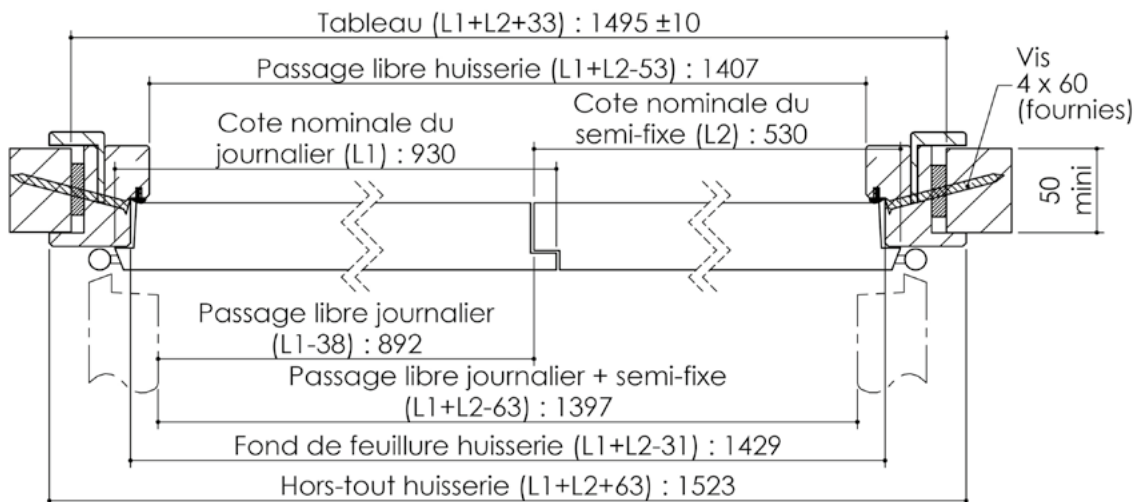 Tableau (L1+L2+33) : 1495 ±10
Passage libre huisserie (L1+L2-53) : 1407
Vis
4 x 60
(fournies)
Cote nominale du
journalier (L1) : 930
Cote nominale du
semi-fixe (L2) : 530
50
mini
Passage libre journalier
(L1-38) : 892
Passage libre journalier + semi-fixe
(L1+L2-63) : 1397
Fond de feuillure huisserie (L1+L2-31) : 1429
Hors-tout huisserie (L1+L2+63) : 1523